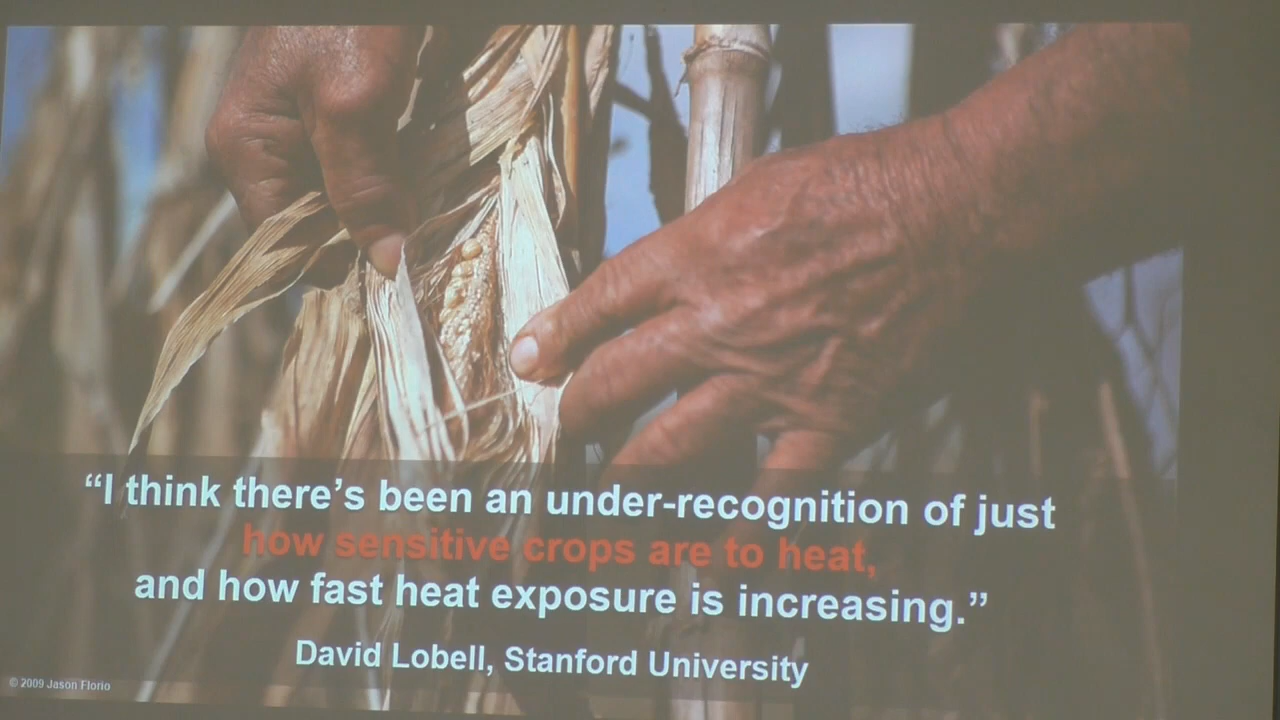 “I think there’s been an under-recognition of just
how sensitive crops are to heat,
and how fast heat exposure is increasing.”
David Lobell, Stanford University
© 2009 Jason Florio